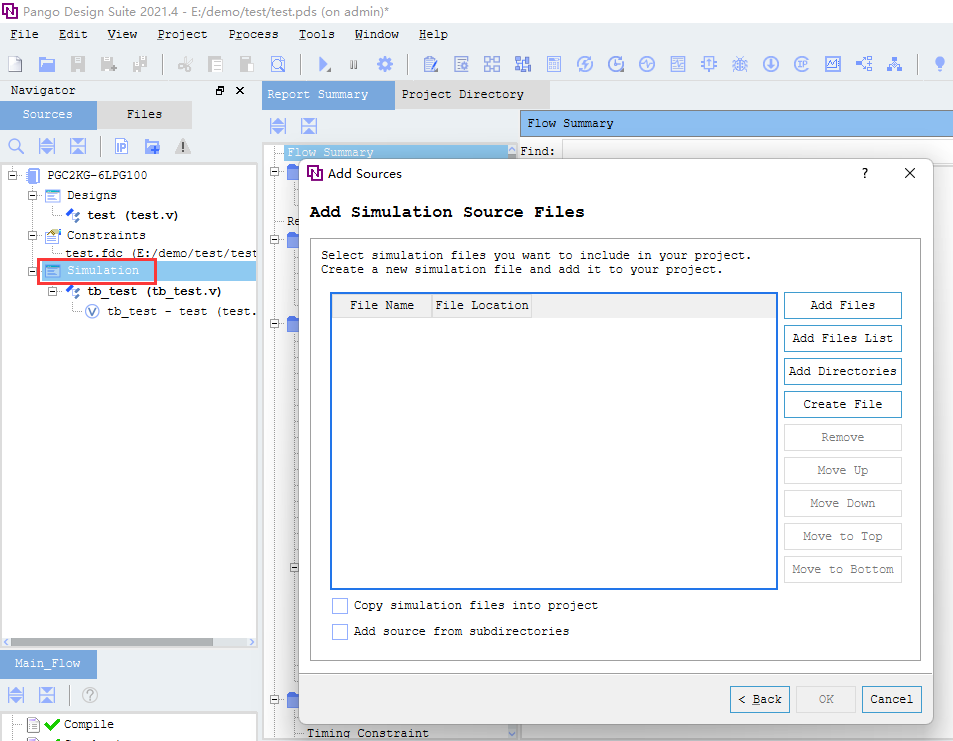 Pango Design Suite 2021.4 - E:/demo/test/test.pds (on admin)*
File Edit View Project Process Tools Window Help
Navigator
Sources Files
Report Summary Project Directory
Flow Summary
Find:
Flow Summary
PGC2KG-6LPG100
Designs
test (test.v)
Constraints
test.fdc (E:/demo/test/test
Simulation
tb_test (tb_test.v)
tb_test - test (test.
Re
Add Sources
Add Simulation Source Files
Select simulation files you want to include in your project.
Create a new simulation file and add it to your project.
File Name File Location
Add Files
Add Files List
Add Directories
Create File
Remove
Move Up
Move Down
Move to Top
Move to Bottom
Copy simulation files into project
Add source from subdirectories
< Back OK Cancel
Main_Flow
Compile
Timing Constraint